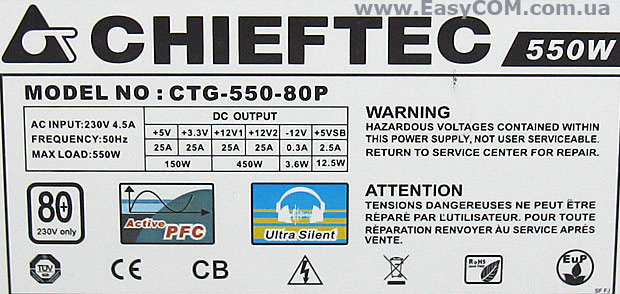 www.EasyCOM.com.ua
CHIEFTEC
550W
MODEL NO : CTG-550-80P
AC INPUT: 230V 4.5A
FREQUENCY: 50Hz
MAX LOAD: 550W
DC OUTPUT
+5V +3.3V +12V1 +12V2 -12V +5VSB
25A 25A 25A 25A 0.3A 2.5A
150W 450W 3.6W 12.5W
WARNING
HAZARDOUS VOLTAGES CONTAINED WITHIN
THIS POWER SUPPLY, NOT USER SERVICEABLE.
RETURN TO SERVICE CENTER FOR REPAIR.
80+
230V only
Active
PFC
Ultra Silent
ATTENTION
TENSIONS DANGEREUSES NE PEUT ÊTRE
RÉPARÉ PAR L'UTILISATEUR. POUR TOUTE
RÉPARATION RENVOYER AU SERVICE APRÉS
VENTE.
TÜV
CE
CB
RoHS
EuP